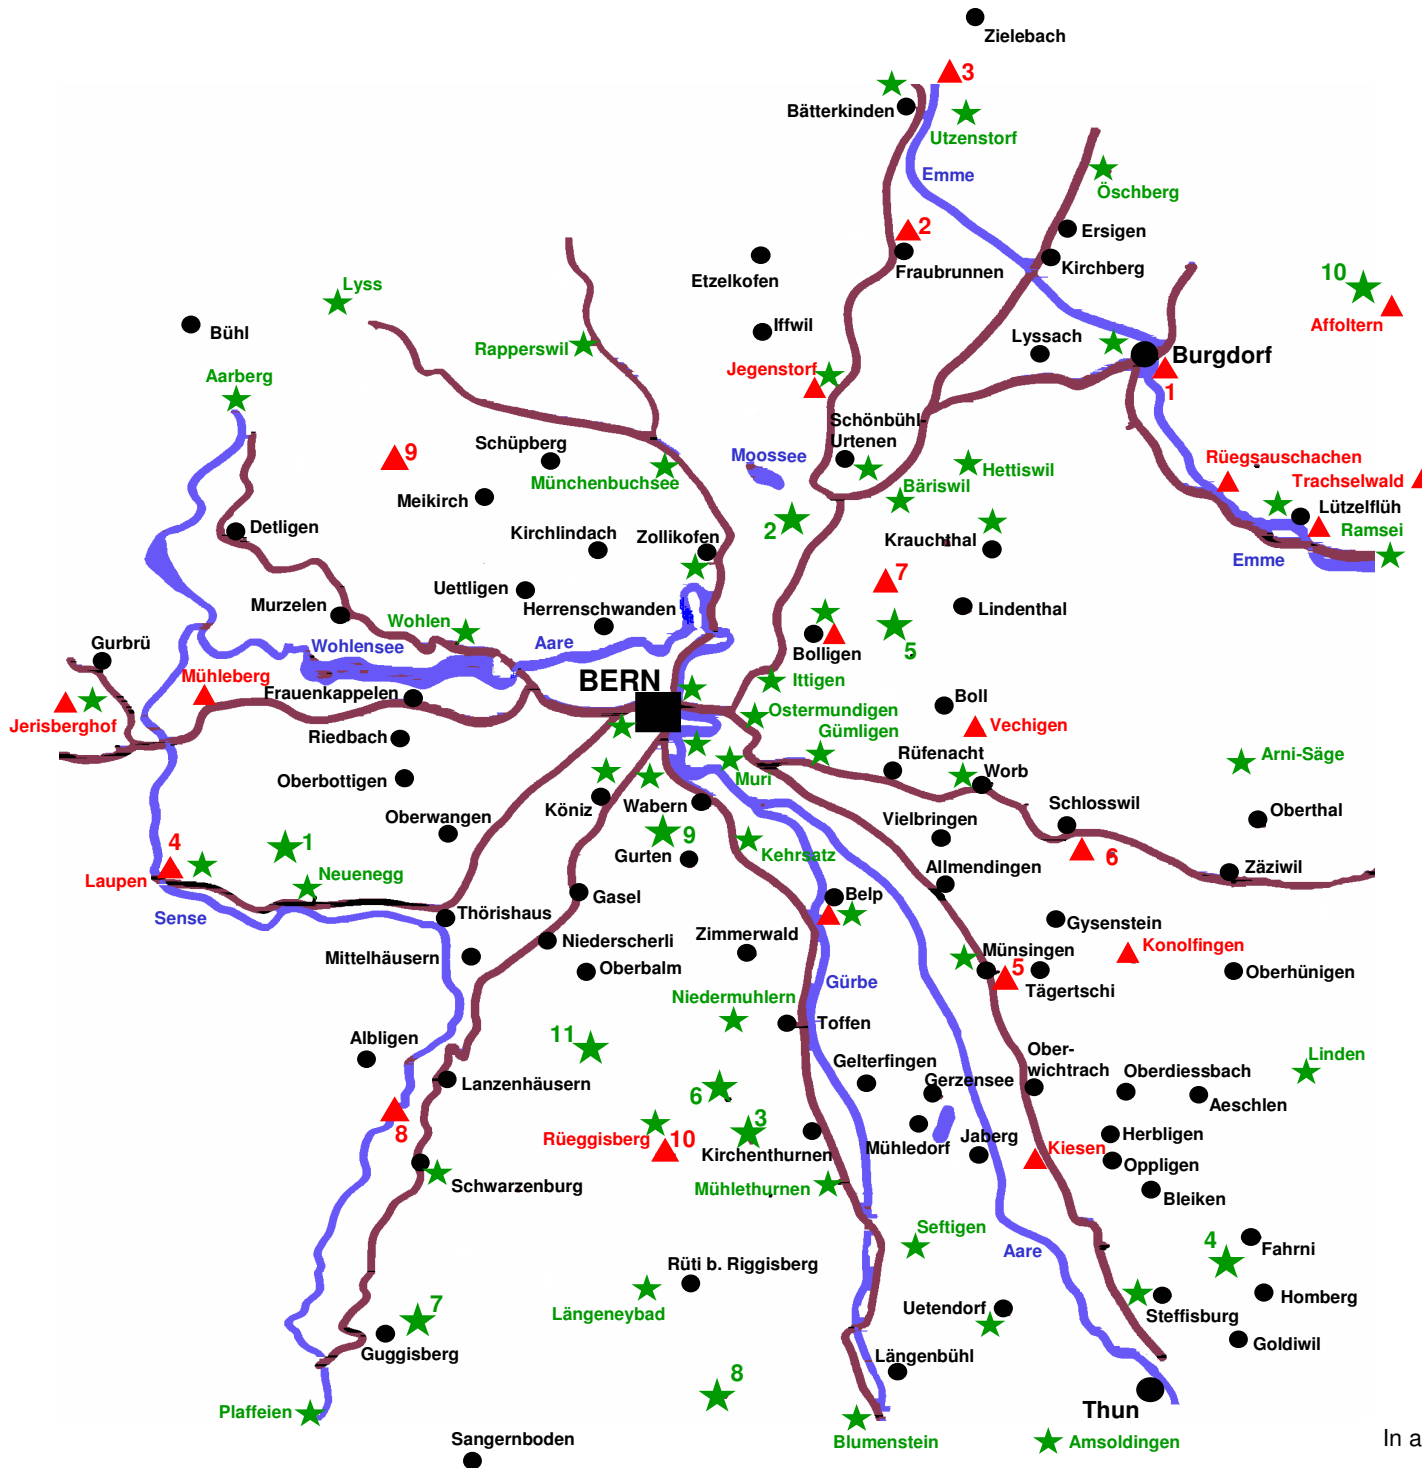 Zielebach
3
Bätterkinden
Utzenstorf
Emme
Öschberg
2
Ersigen
Fraubrunnen
Kirchberg
Etzelkofen
10
Lyss
Affoltern
Bühl
Iffwil
Lyssach
Rapperswil
Burgdorf
Jegenstorf
Aarberg
1
Schönbühl-
Urtenen
Schüpberg
9
Moossee
Hettiswil
Rüegsauschachen
Münchenbuchsee
Trachselwald
Bäriswil
Meikirch
Lützelflüh
Detligen
2
Ramsei
Kirchlindach
Zollikofen
Krauchthal
Emme
7
Uettligen
Murzelen
Herrenschwanden
Lindenthal
Wohlen
Gurbrü
Wohlensee
Aare
Bolligen
5
Mühleberg
BERN
Ittigen
Frauenkappelen
Boll
Jerisberghof
Ostermundigen
Vechigen
Gümligen
Riedbach
Rüfenacht
Arni-Säge
Oberbottigen
Muri
Worb
Wabern
Köniz
Schlosswil
Oberthal
Oberwangen
Vielbringen
4
1
9
Kehrsatz
6
Gurten
Allmendingen
Zäziwil
Laupen
Neuenegg
Gasel
Belp
Sense
Thörishaus
Gysenstein
Zimmerwald
Niederscherli
Münsingen
Konolfingen
Mittelhäusern
Oberbalm
5
Oberhünigen
Gürbe
Tägertschi
Niedermuhlern
Toffen
11
Albligen
Ober-
wichtrach
Linden
Gelterfingen
Oberdiessbach
Lanzenhäusern
Gerzensee
6
Aeschlen
3
8
Rüeggisberg
10
Herbligen
Jaberg
Mühledorf
Kiesen
Kirchenthurnen
Oppligen
Schwarzenburg
Mühlethurnen
Bleiken
Seftigen
4
Aare
Fahrni
Rüti b. Riggisberg
7
Homberg
Längeneybad
Uetendorf
Steffisburg
Goldiwil
Guggisberg
Längenbühl
8
Plaffeien
Thun
Sangernboden
Blumenstein
Amsoldingen
In a